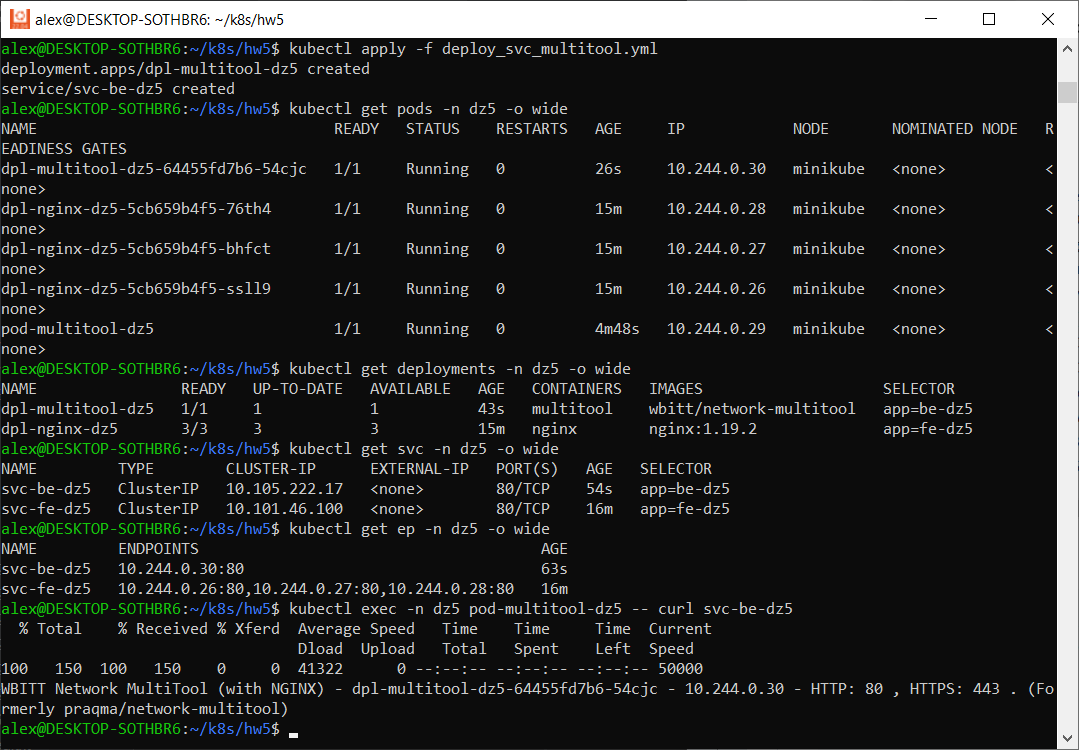 alex@DESKTOP-SOTHBR6: ~/k8s/hw5
alex@DESKTOP-SOTHBR6:~/k8s/hw5$ kubectl apply -f deploy_svc_multitool.yml
deployment.apps/dpl-multitool-dz5 created
service/svc-be-dz5 created
alex@DESKTOP-SOTHBR6:~/k8s/hw5$ kubectl get pods -n dz5 -o wide
NAME                                 READY   STATUS    RESTARTS   AGE     IP            NODE       NOMINATED NODE   R
EADINESS GATES
dpl-multitool-dz5-64455fd7b6-54cjc   1/1     Running   0          26s     10.244.0.30   minikube   <none>           <
none>
dpl-nginx-dz5-5cb659b4f5-76th4       1/1     Running   0          15m     10.244.0.28   minikube   <none>           <
none>
dpl-nginx-dz5-5cb659b4f5-bhfct       1/1     Running   0          15m     10.244.0.27   minikube   <none>           <
none>
dpl-nginx-dz5-5cb659b4f5-ssll9       1/1     Running   0          15m     10.244.0.26   minikube   <none>           <
none>
pod-multitool-dz5                    1/1     Running   0          4m48s   10.244.0.29   minikube   <none>           <
none>
alex@DESKTOP-SOTHBR6:~/k8s/hw5$ kubectl get deployments -n dz5 -o wide
NAME                READY   UP-TO-DATE   AVAILABLE   AGE   CONTAINERS   IMAGES                    SELECTOR
dpl-multitool-dz5   1/1     1            1           43s   multitool    wbitt/network-multitool   app=be-dz5
dpl-nginx-dz5       3/3     3            3           15m   nginx        nginx:1.19.2              app=fe-dz5
alex@DESKTOP-SOTHBR6:~/k8s/hw5$ kubectl get svc -n dz5 -o wide
NAME         TYPE        CLUSTER-IP      EXTERNAL-IP   PORT(S)   AGE   SELECTOR
svc-be-dz5   ClusterIP   10.105.222.17   <none>        80/TCP    54s   app=be-dz5
svc-fe-dz5   ClusterIP   10.101.46.100   <none>        80/TCP    16m   app=fe-dz5
alex@DESKTOP-SOTHBR6:~/k8s/hw5$ kubectl get ep -n dz5 -o wide
NAME         ENDPOINTS                                      AGE
svc-be-dz5   10.244.0.30:80                                 63s
svc-fe-dz5   10.244.0.26:80,10.244.0.27:80,10.244.0.28:80   16m
alex@DESKTOP-SOTHBR6:~/k8s/hw5$ kubectl exec -n dz5 pod-multitool-dz5 -- curl svc-be-dz5
  % Total    % Received % Xferd  Average Speed   Time    Time     Time  Current
                                 Dload  Upload   Total   Spent    Left  Speed
100   150  100   150    0     0  41322      0 --:--:-- --:--:-- --:--:-- 50000
WBITT Network MultiTool (with NGINX) - dpl-multitool-dz5-64455fd7b6-54cjc - 10.244.0.30 - HTTP: 80 , HTTPS: 443 . (Fo
rmerly praqma/network-multitool)
alex@DESKTOP-SOTHBR6:~/k8s/hw5$